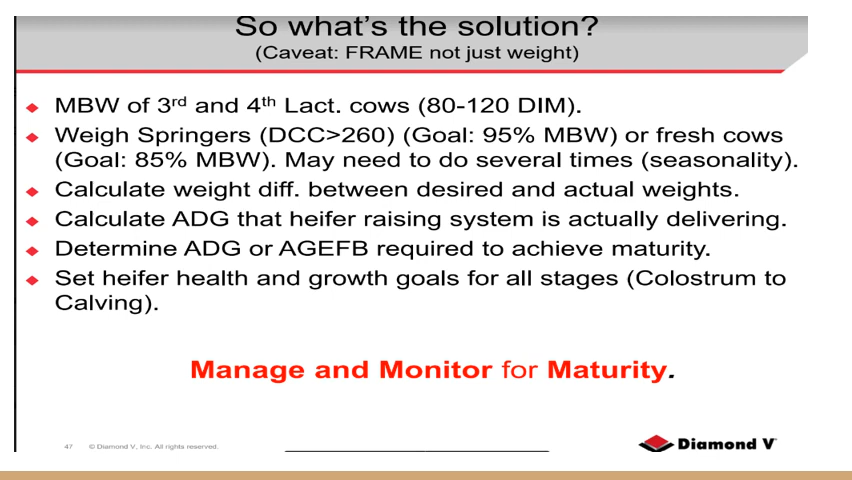 So what's the solution?
(Caveat: FRAME not just weight)
MBW of 3rd and 4th Lact. cows (80-120 DIM).
Weigh Springers (DCC>260) (Goal: 95% MBW) or fresh cows
(Goal: 85% MBW). May need to do several times (seasonality).
Calculate weight diff. between desired and actual weights.
Calculate ADG that heifer raising system is actually delivering.
Determine ADG or AGEFB required to achieve maturity.
Set heifer health and growth goals for all stages (Colostrum to
Calving).
Manage and Monitor for Maturity.
47 © Diamond V, Inc. All rights reserved.
Diamond V